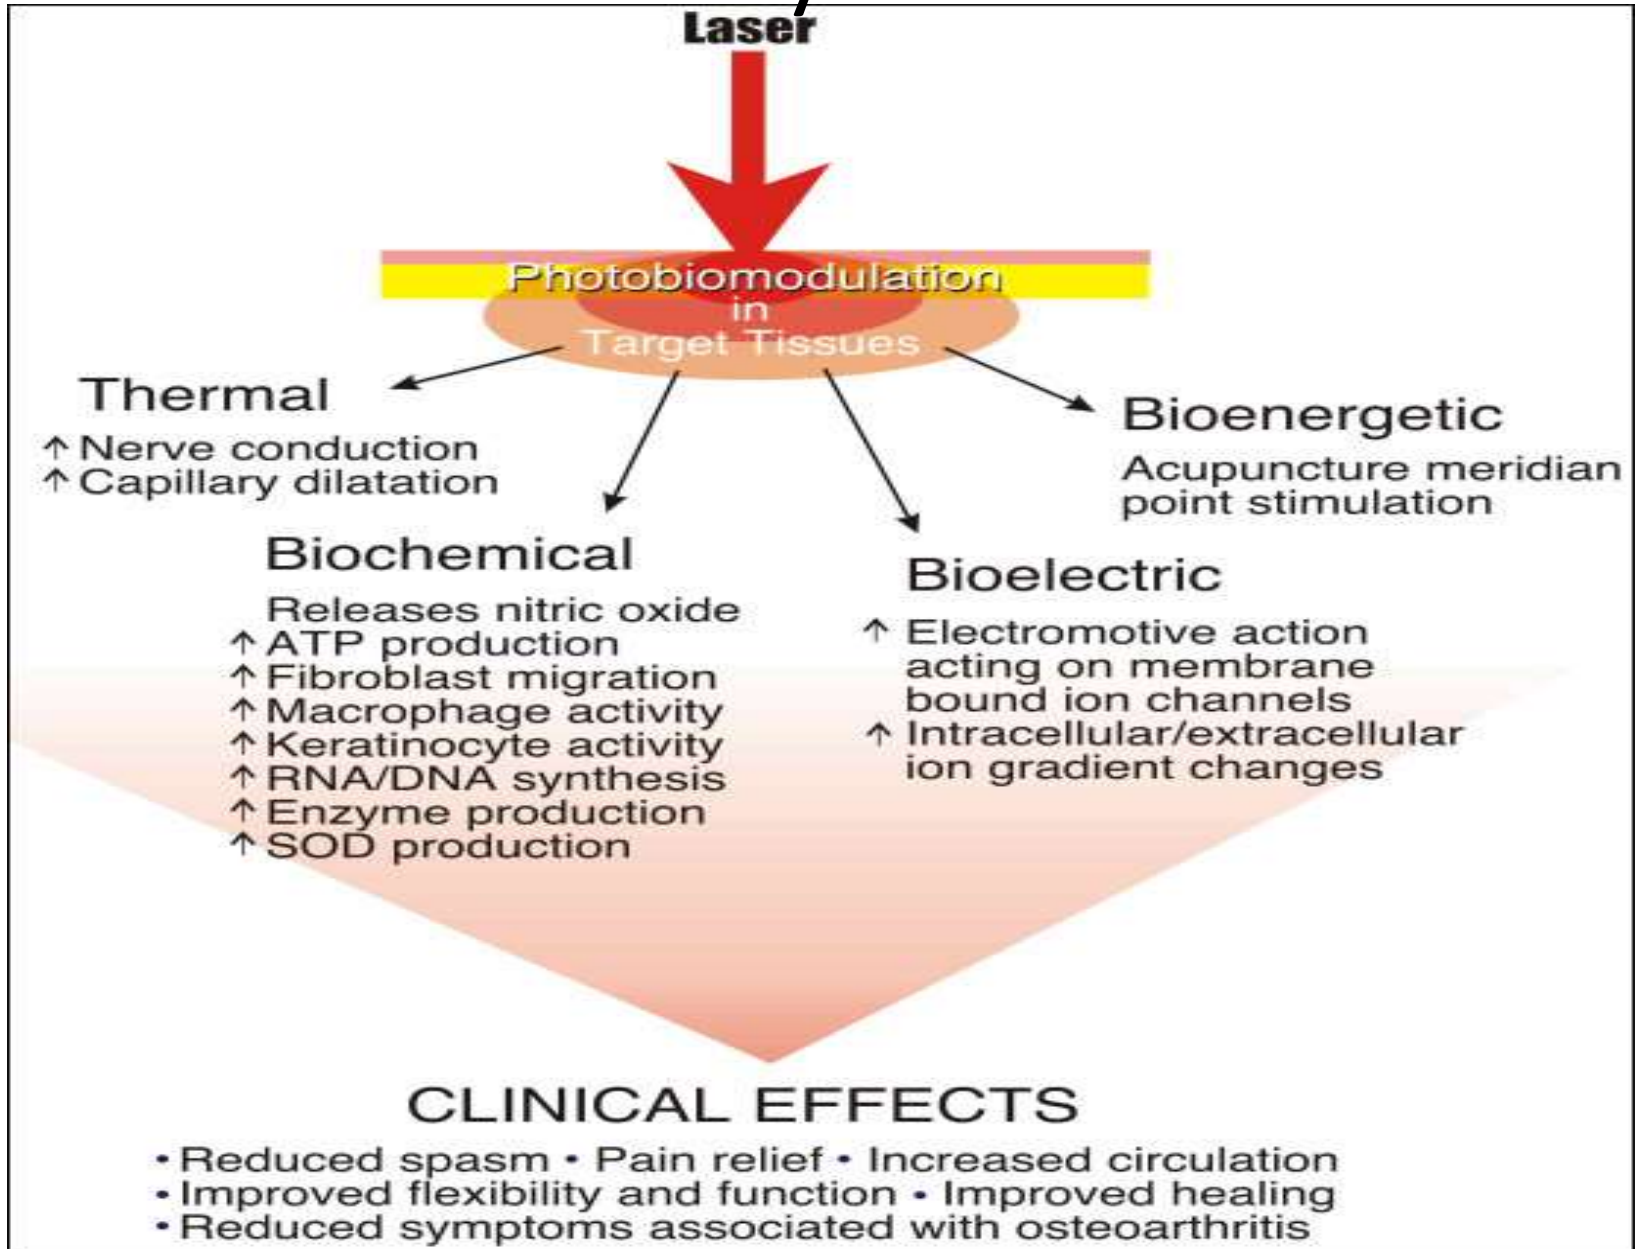 Laser
Photobiomodulation
in
Target Tissues
Thermal
↑ Nerve conduction
↑ Capillary dilatation
Biochemical
Releases nitric oxide
↑ ATP production
↑ Fibroblast migration
↑ Macrophage activity
↑ Keratinocyte activity
↑ RNA/DNA synthesis
↑ Enzyme production
↑ SOD production
Bioelectric
↑ Electromotive action
acting on membrane
bound ion channels
↑ Intracellular/extracellular
ion gradient changes
Bioenergetic
Acupuncture meridian
point stimulation
CLINICAL EFFECTS
• Reduced spasm • Pain relief • Increased circulation
• Improved flexibility and function • Improved healing
• Reduced symptoms associated with osteoarthritis